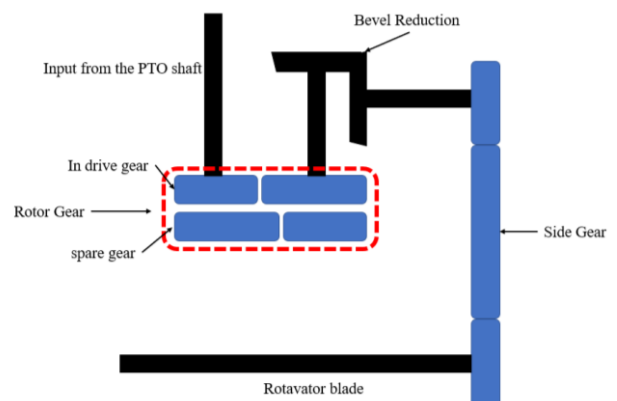 Bevel Reduction
Input from the PTO shaft
In drive gear
Rotor Gear
spare gear
Side Gear
Rotavator blade